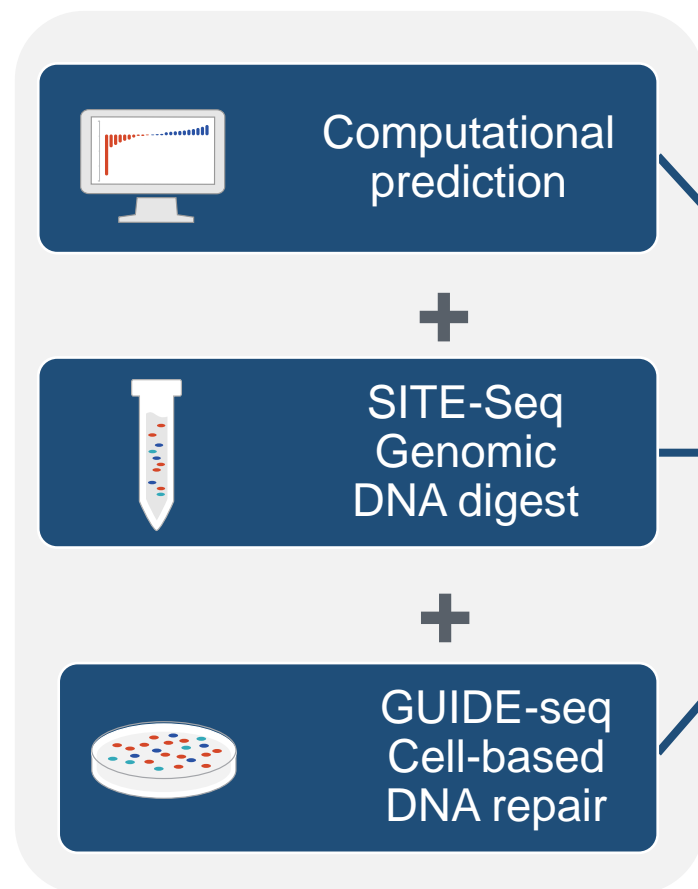 Computational
prediction
+
SITE-Seq
Genomic
DNA digest
+
GUIDE-seq
Cell-based
DNA repair